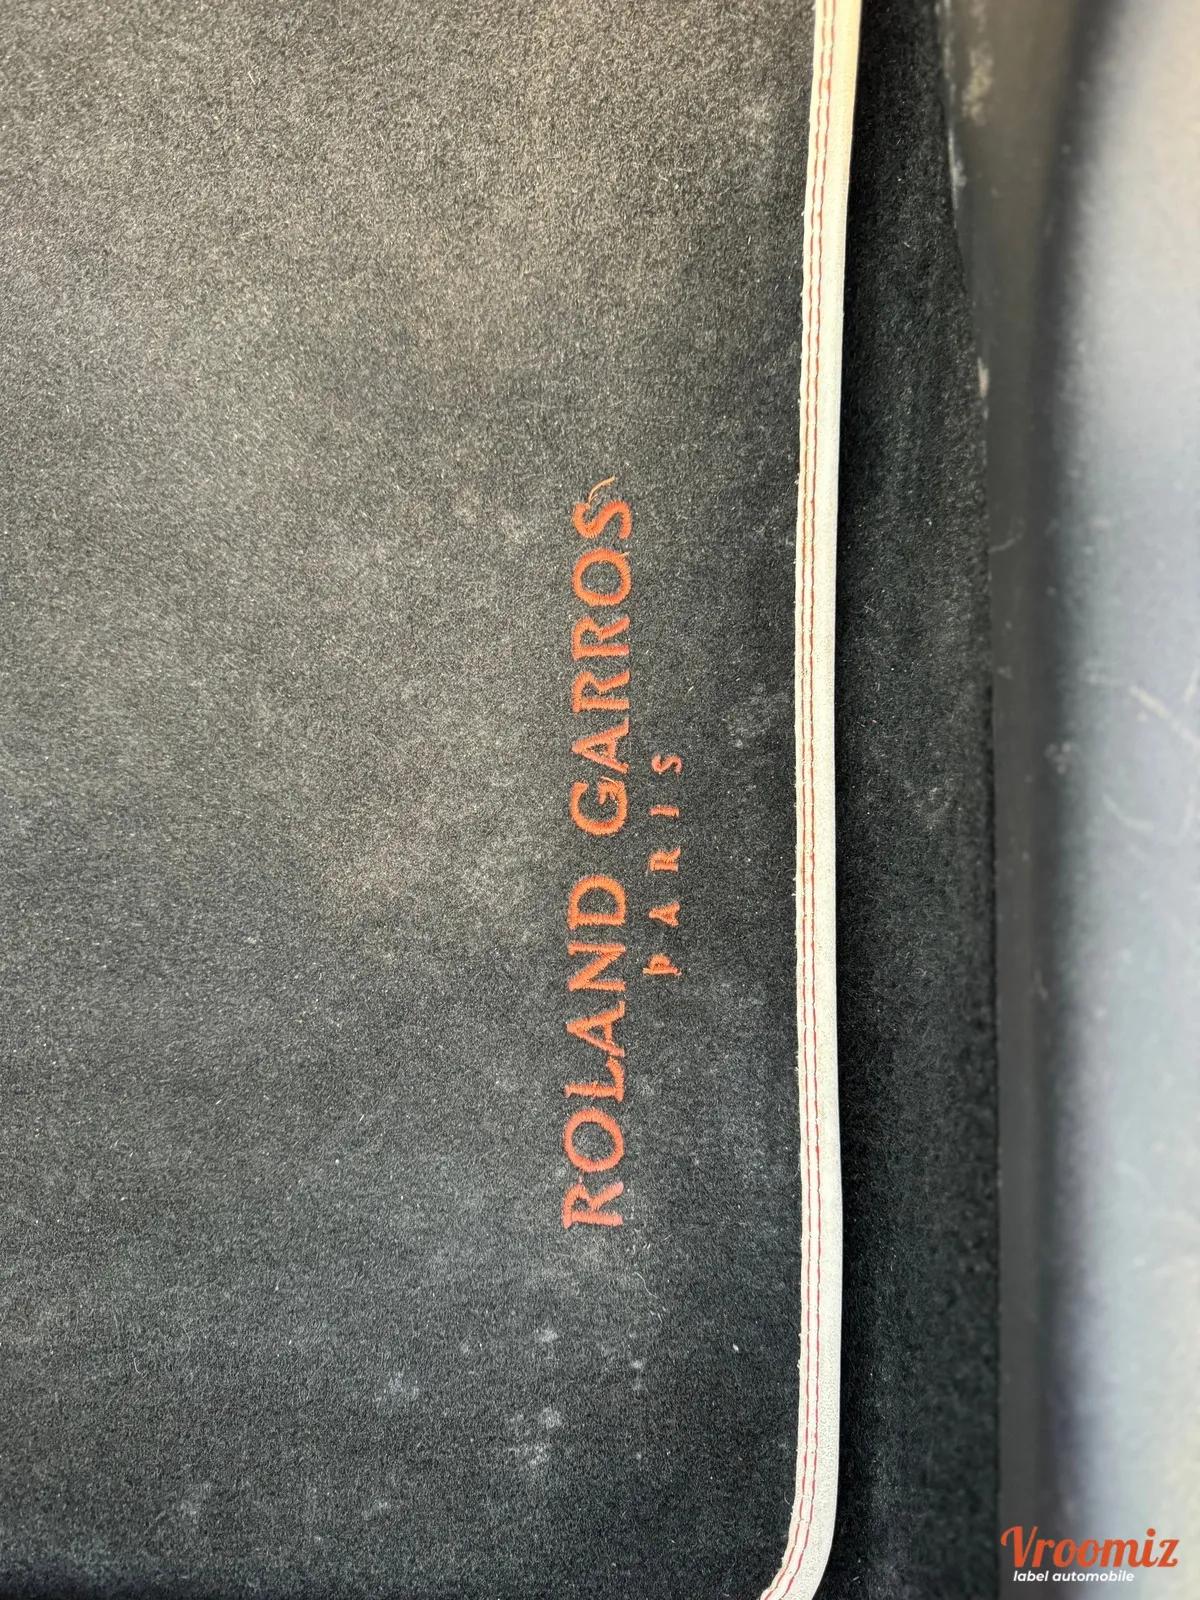 ROLAND GARROS
PARIS
Vroomiz
label automobile